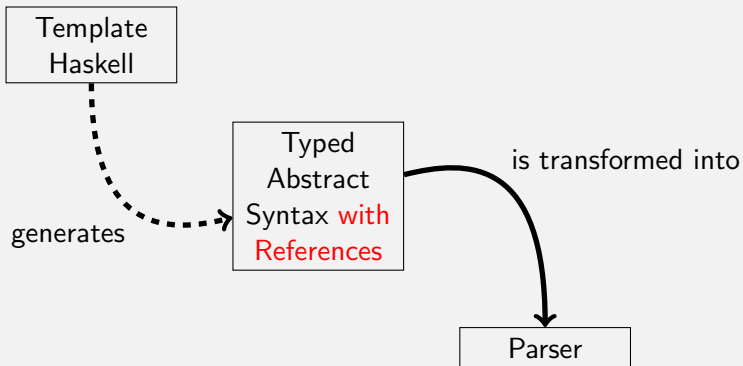 Template
Haskell
Typed
Abstract
Syntax with
References
is transformed into
generates
Parser